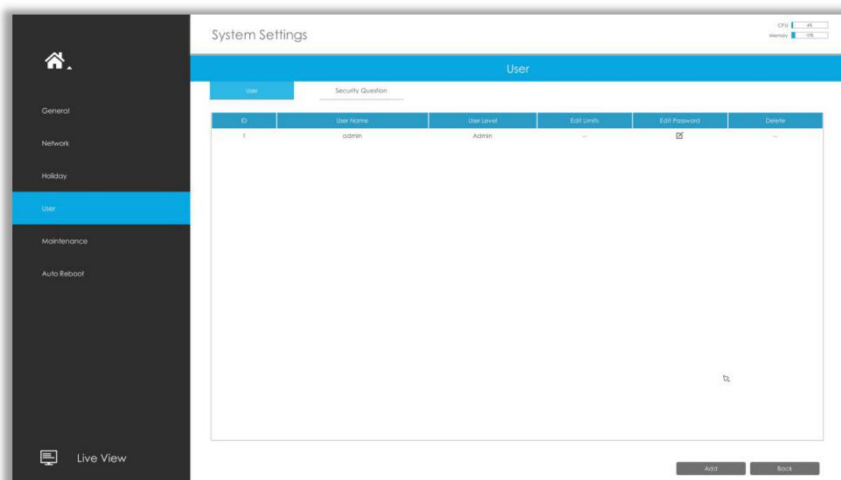 System Settings
CPU 4%
Memory
User
User
Security Question
General
Network
Holiday
User
Maintenance
Auto Reboot
Live View
ID User Name User Level Edit Limits Edit Password Delete
1 admin Admin -- --
Add Back